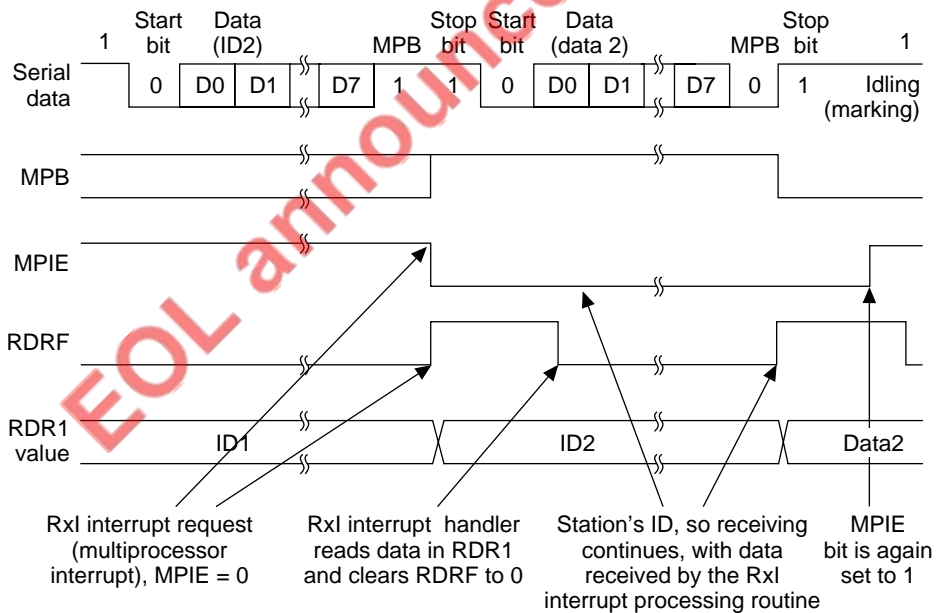 Start Data Stop Start Data Stop
1 bit (ID2) MPB bit bit (data 2) MPB bit 1
Serial data 0 D0 D1 D7 1 1 0 D0 D1 D7 0 1 Idling (marking)
MPB
MPIE
RDRF
RDR1 value ID1 ID2 Data2
RxI interrupt request
(multiprocessor
interrupt), MPIE = 0
RxI interrupt handler
reads data in RDR1
and clears RDRF to 0
Station's ID, so receiving
continues, with data
received by the RxI
interrupt processing routine
MPIE
bit is again
set to 1
EOL announc